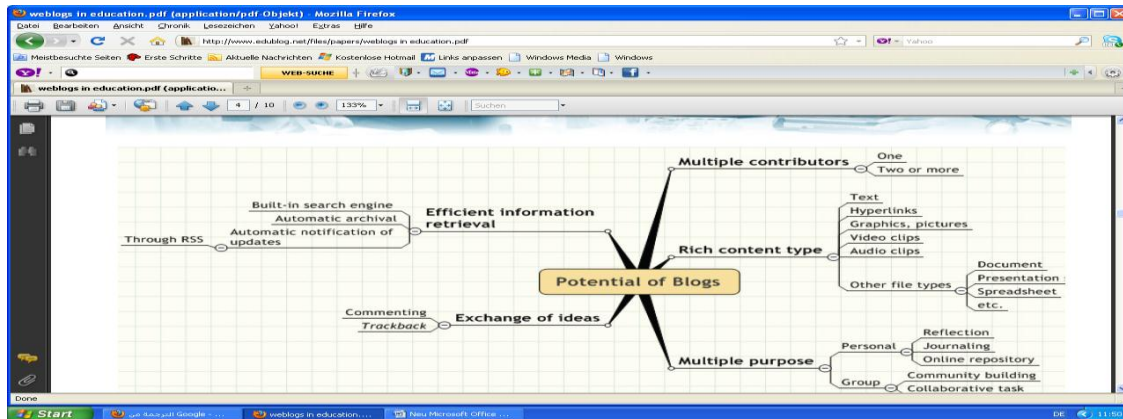 weblogs in education.pdf (application/pdf-Objekt) - Mozilla Firefox
Datei Bearbeiten Ansicht Chronik Lesezeichen Yahoo! Extras Hilfe
http://www.edublog.net/files/papers/weblogs in education.pdf
Yahoo
Meistbesuchte Seiten Erste Schritte Aktuelle Nachrichten Kostenlose Hotmail Links anpassen Windows Media Windows
WEB-SUCHE
weblogs in education.pdf (applicatio...
4 / 10 133% Suchen
Potential of Blogs
Multiple contributors
One
Two or more
Rich content type
Text
Hyperlinks
Graphics, pictures
Video clips
Audio clips
Other file types
Document
Presentation
Spreadsheet
etc.
Multiple purpose
Personal
Reflection
Journaling
Online repository
Group
Community building
Collaborative task
Efficient information
retrieval
Built-in search engine
Automatic archival
Automatic notification of
updates
Through RSS
Exchange of ideas
Commenting
Trackback
Done
Start
Google - ...
weblogs in education....
Neu Microsoft Office ...
DE 11:50